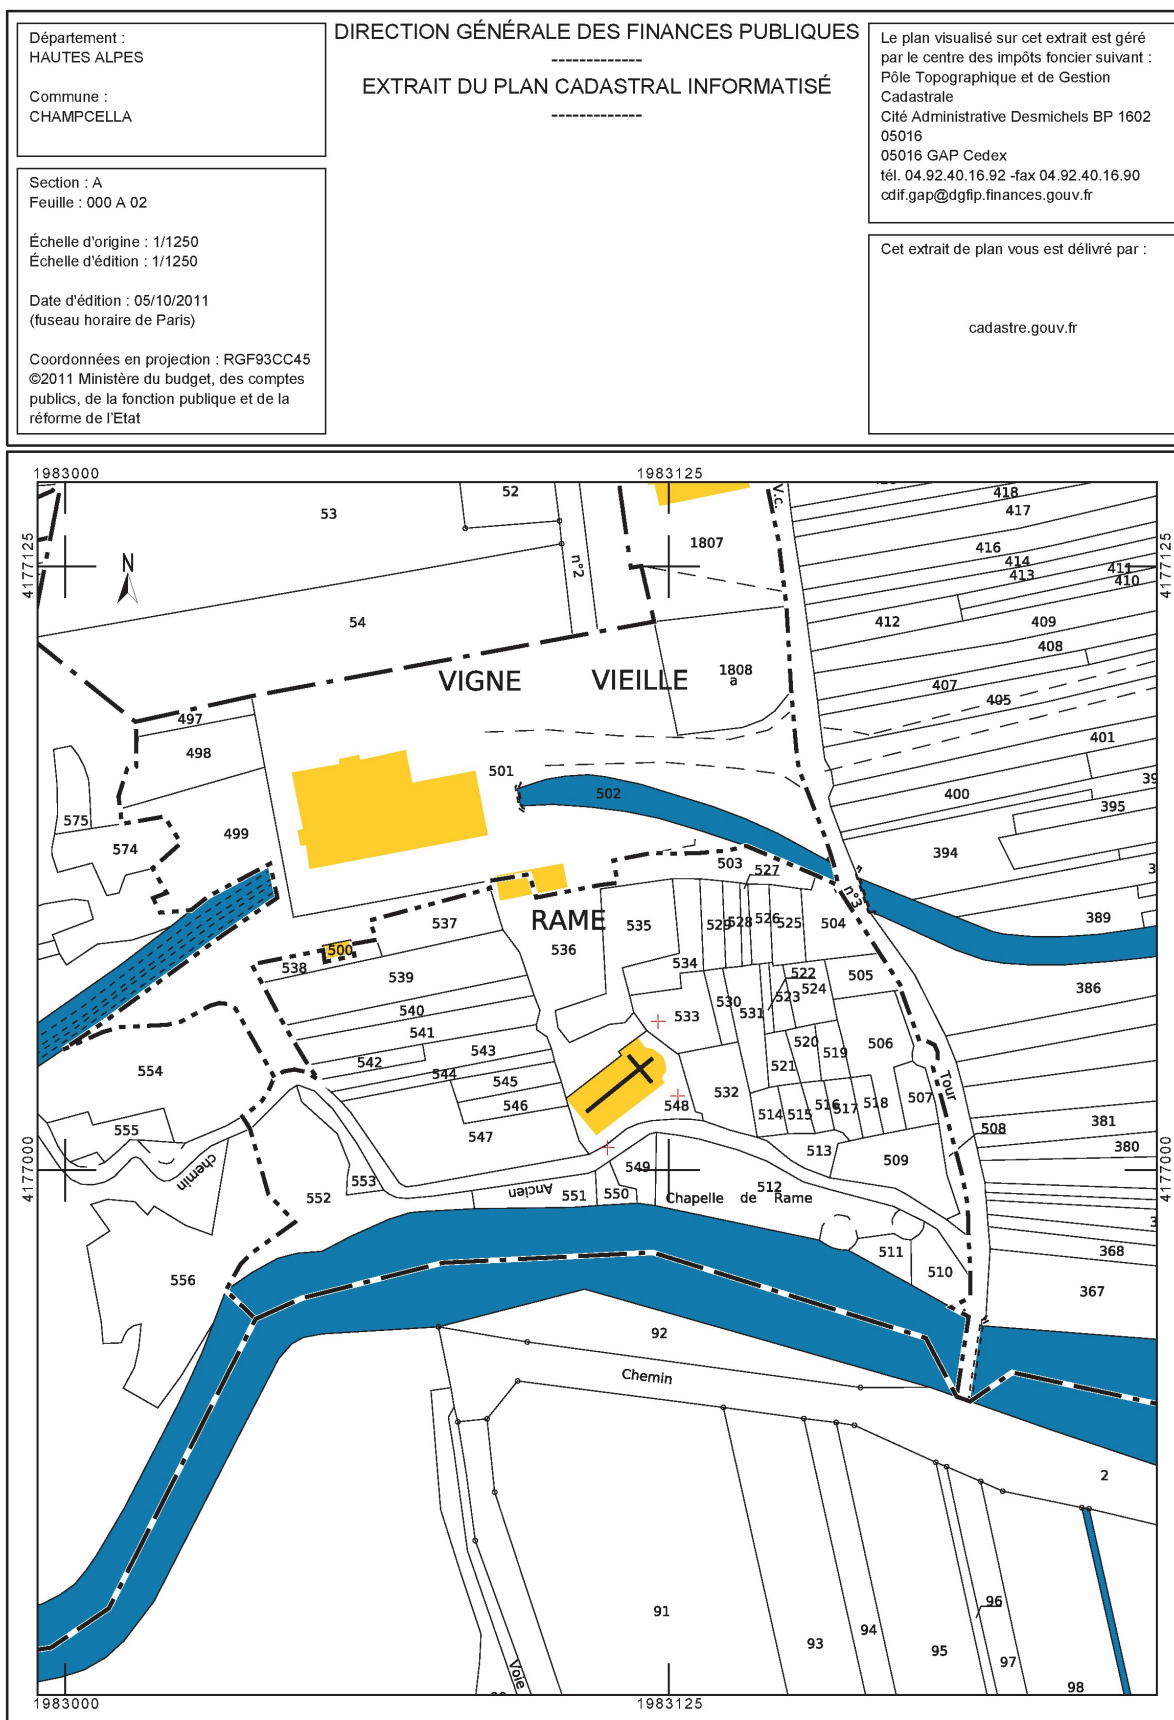 Département :
HAUTES ALPES
Commune :
CHAMPCELLA
Section : A
Feuille : 000 A 02
Échelle d'origine : 1/1250
Échelle d'édition : 1/1250
Date d'édition : 05/10/2011
(fuseau horaire de Paris)
Coordonnées en projection : RGF93CC45
©2011 Ministère du budget, des comptes
publics, de la fonction publique et de la
réforme de l'Etat
DIRECTION GÉNÉRALE DES FINANCES PUBLIQUES
-------------
EXTRAIT DU PLAN CADASTRAL INFORMATISÉ
-------------
Le plan visualisé sur cet extrait est géré
par le centre des impôts foncier suivant :
Pôle Topographique et de Gestion
Cadastrale
Cité Administrative Desmichels BP 1602
05016
05016 GAP Cedex
tél. 04.92.40.16.92 -fax 04.92.40.16.90
cdif.gap@dgfip.finances.gouv.fr
Cet extrait de plan vous est délivré par :
cadastre.gouv.fr
1983000
1983125
4177125
4177125
N
52
53
n°2
1807
V.c.
418
417
416
414
413
411
410
54
412
409
408
VIGNE VIEILLE
1808
a
407
405
497
498
401
501
502
400
395
575
574
499
394
503
527
n°3
389
RAME
537
536
535
529
528
526
525
504
500
538
539
534
522
505
386
540
533
530
531
523
524
541
520
519
506
542
543
554
544
545
521
546
532
548
514
515
516
517
518
507
Tour
508
381
380
555
547
513
509
4177000
4177000
chemin
553
549
552
Ancien
551
550
512
Chapelle de Rame
511
510
368
556
367
92
Chemin
2
91
93
94
95
96
97
98
Voie
1983000
1983125